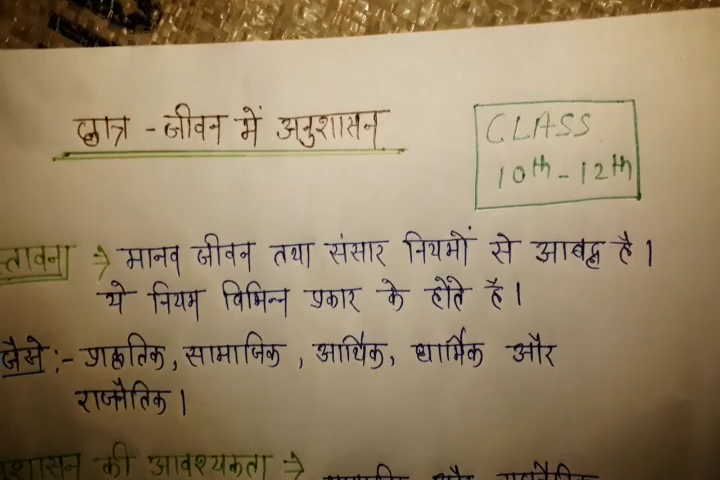 छात्र - जीवन में अनुशासन
CLASS
10th - 12th
स्तावना → मानव जीवन तथा संसार नियमों से आबद्ध है।
ये नियम विभिन्न प्रकार के होते है।
जैसे :- प्राकृतिक, सामाजिक, आर्थिक, धार्मिक और
राजनैतिक।
शासन की आवश्यकता →